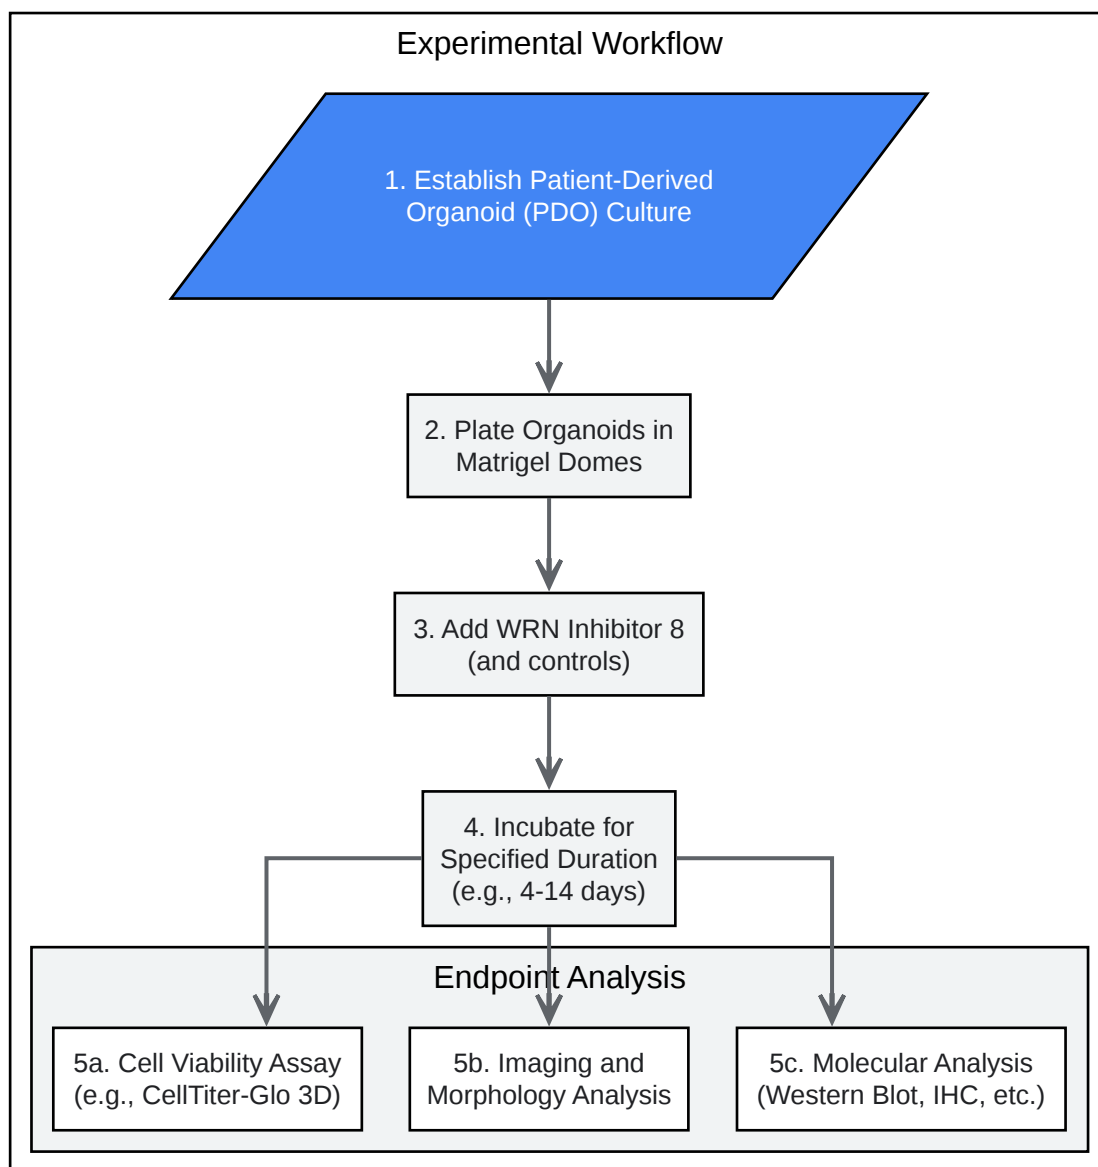 Experimental Workflow
1. Establish Patient-Derived
Organoid (PDO) Culture
2. Plate Organoids in
Matrigel Domes
3. Add WRN Inhibitor 8
(and controls)
4. Incubate for
Specified Duration
(e.g., 4-14 days)
Endpoint Analysis
5a. Cell Viability Assay
(e.g., CellTiter-Glo 3D)
5b. Imaging and
Morphology Analysis
5c. Molecular Analysis
(Western Blot, IHC, etc.)